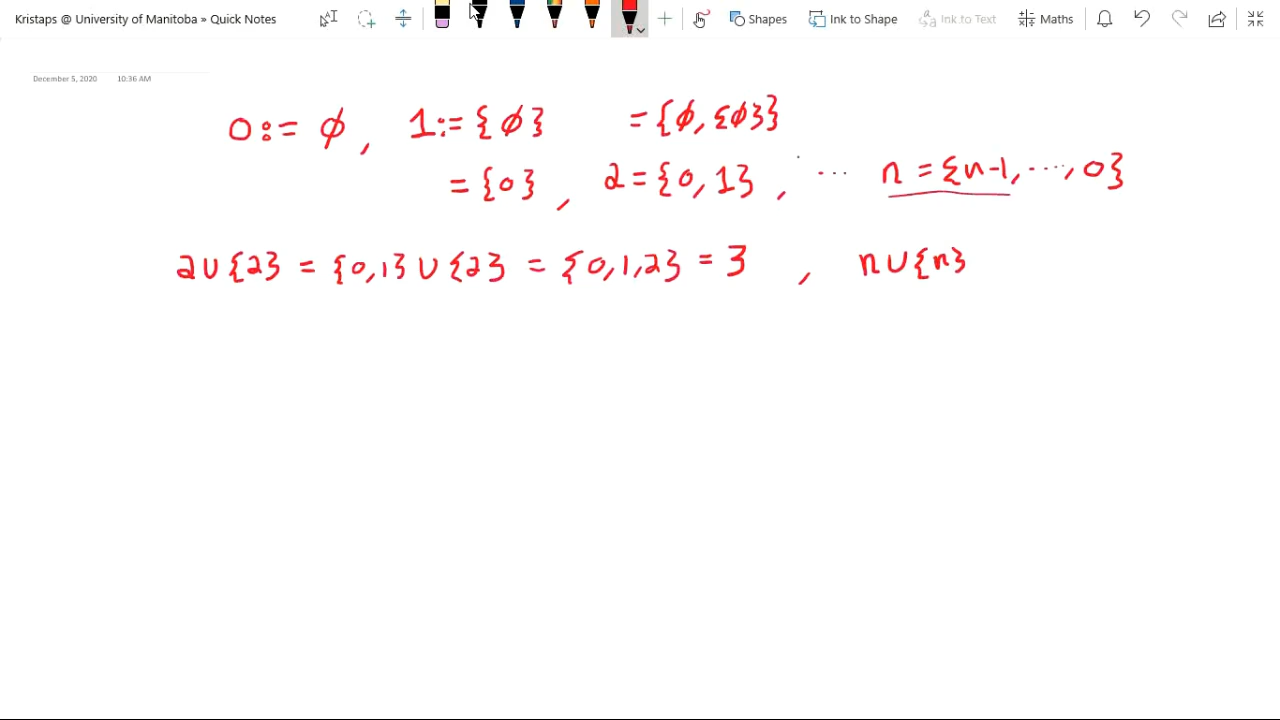 Kristaps @ University of Manitoba » Quick Notes
Shapes
Ink to Shape
Ink to Text
Maths
December 5, 2020 10:36 AM
0 := ϕ, 1 := {ϕ} = {ϕ, {ϕ}}
= {0}, 2 = {0, 1}, ... n = {n-1, ..., 0}
2∪{2} = {0,1}∪{2} = {0,1,2} = 3 , n∪{n}